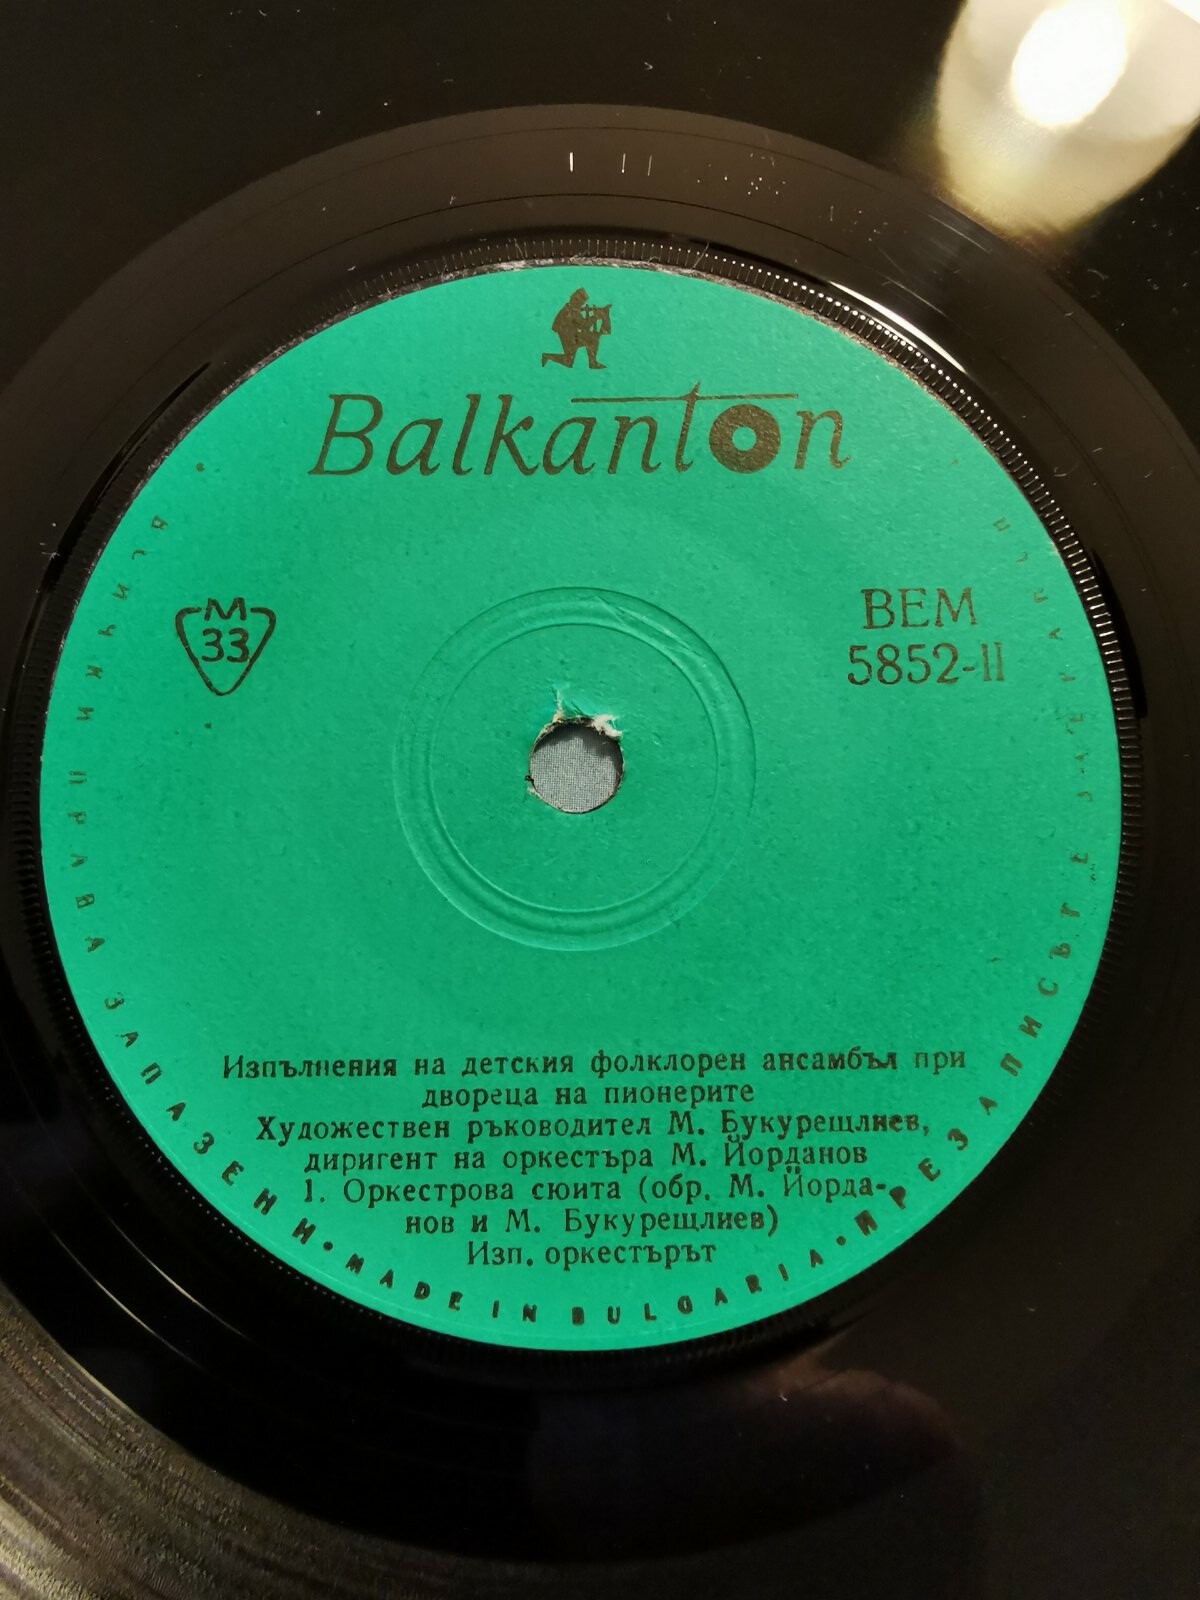 Balkanton
M
33
BEM
5852-II
Изпълнения на детския фолклорен ансамбъл при
двореца на пионерите
Художествен ръководител М. Букурещлиев,
диригент на оркестъра М. Йорданов
1. Оркестрова сюита (обр. М. Йорда-
нов и М. Букурещлиев)
Изп. оркестърът
ВСИЧКИ ПРАВА ЗАПАЗЕНИ • MADE IN BULGARIA • ПРЕЗАПИСЪТ Е ЗАБРАНЕН